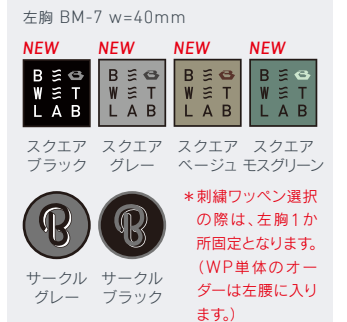 左胸 BM-7 w=40mm
NEW NEW NEW NEW
B
W T
LAB
B
W T
LAB
B
W T
LAB
B
W T
LAB
スクエア
ブラック
スクエア
グレー
スクエア
ベージュ
スクエア
モスグリーン
B
B
サークル
グレー
サークル
ブラック
＊刺繍ワッペン選択
の際は、左胸1か
所固定となります。
（WP単体のオー
ダーは左腰に入り
ます。）